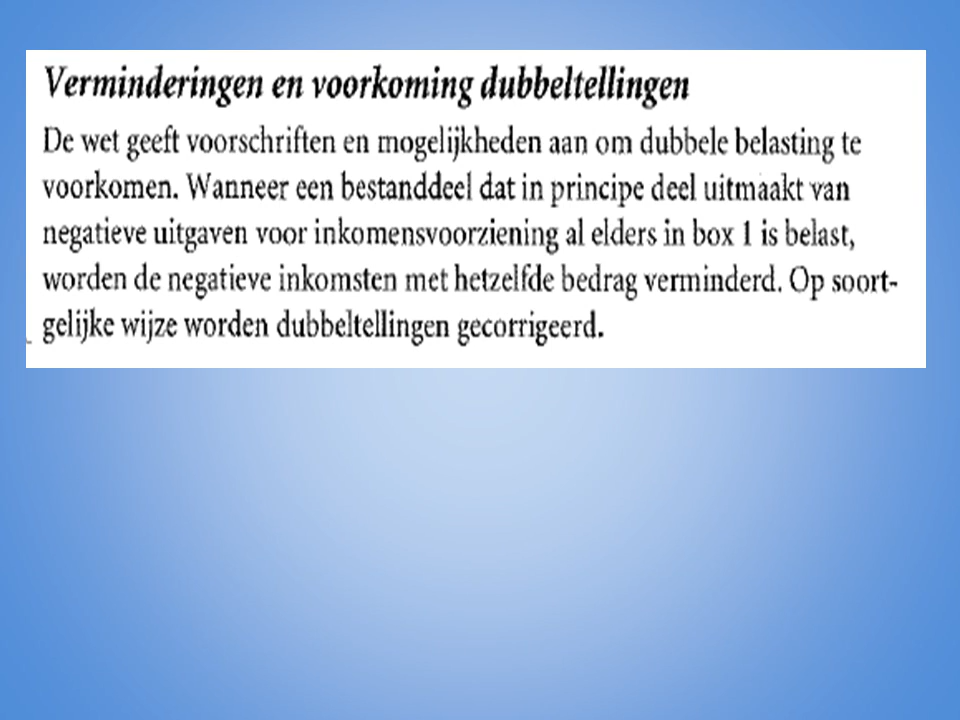 Verminderingen en voorkoming dubbeltellingen
De wet geeft voorschriften en mogelijkheden aan om dubbele belasting te
voorkomen. Wanneer een bestanddeel dat in principe deel uitmaakt van
negatieve uitgaven voor inkomensvoorziening al elders in box 1 is belast,
worden de negatieve inkomsten met hetzelfde bedrag verminderd. Op soort-
gelijke wijze worden dubbeltellingen gecorrigeerd.